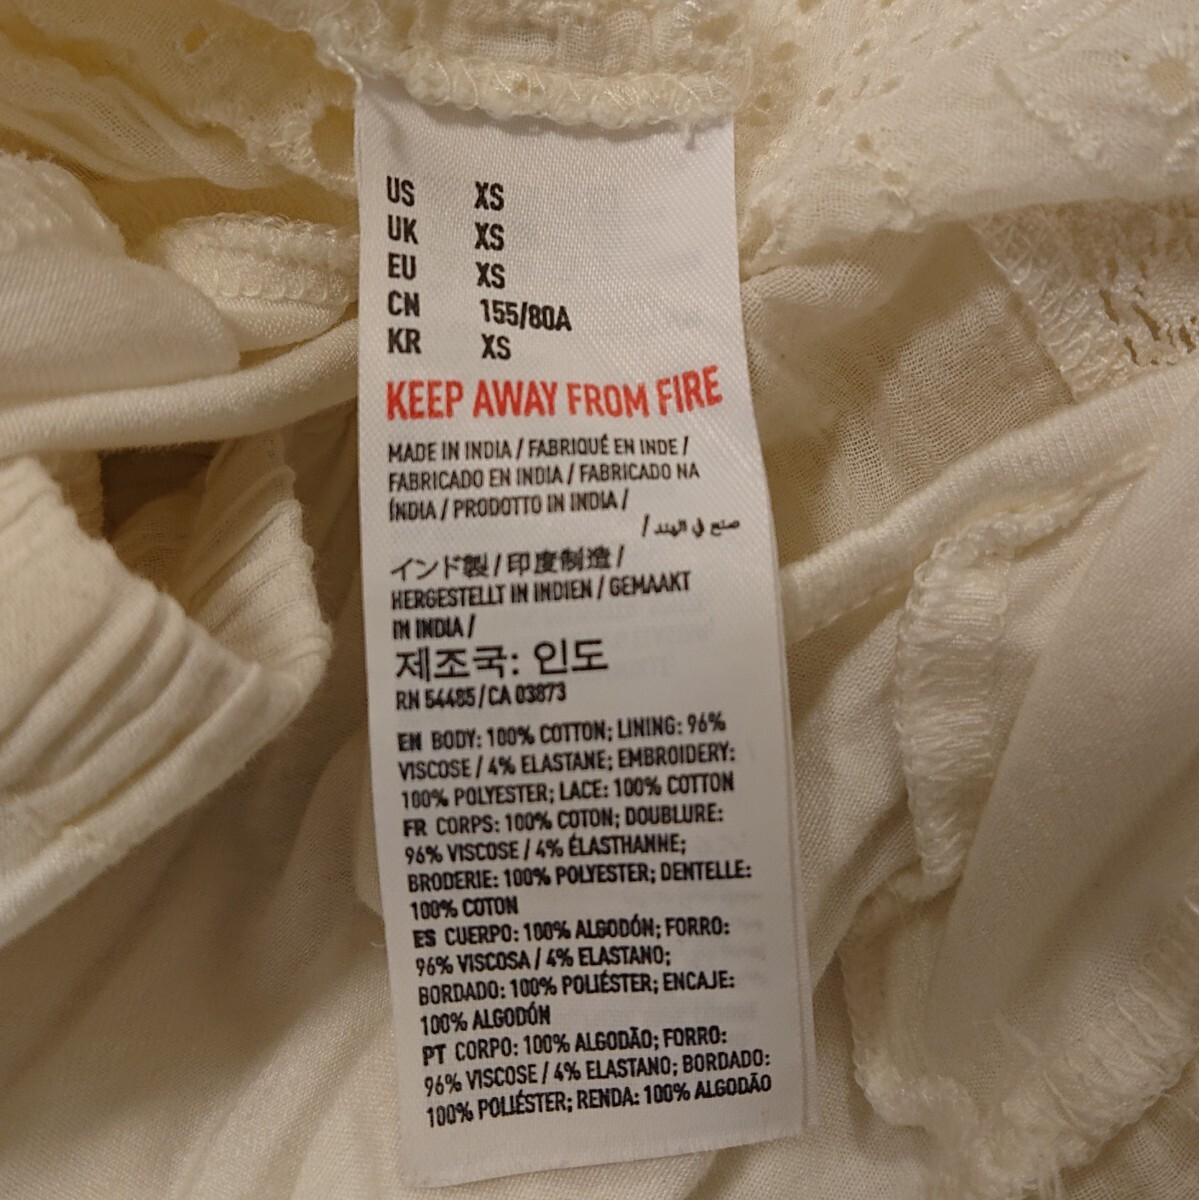 US XS
UK XS
EU XS
CN 155/80A
KR XS
KEEP AWAY FROM FIRE
MADE IN INDIA / FABRIQUÉ EN INDE /
FABRICADO EN INDIA / FABRICADO NA
ÍNDIA / PRODOTTO IN INDIA /
صنع في الهند /
インド製 / 印度制造 /
HERGESTELLT IN INDIEN / GEMAAKT
IN INDIA /
제조국: 인도
RN 54485 / CA 03873
EN BODY: 100% COTTON; LINING: 96%
VISCOSE / 4% ELASTANE; EMBROIDERY:
100% POLYESTER; LACE: 100% COTTON
FR CORPS: 100% COTON; DOUBLURE:
96% VISCOSE / 4% ÉLASTHANNE;
BRODERIE: 100% POLYESTER; DENTELLE:
100% COTON
ES CUERPO: 100% ALGODÓN; FORRO:
96% VISCOSA / 4% ELASTANO;
BORDADO: 100% POLIÉSTER; ENCAJE:
100% ALGODÓN
PT CORPO: 100% ALGODÃO; FORRO:
96% VISCOSE / 4% ELASTANO; BORDADO:
100% POLIÉSTER; RENDA: 100% ALGODÃO